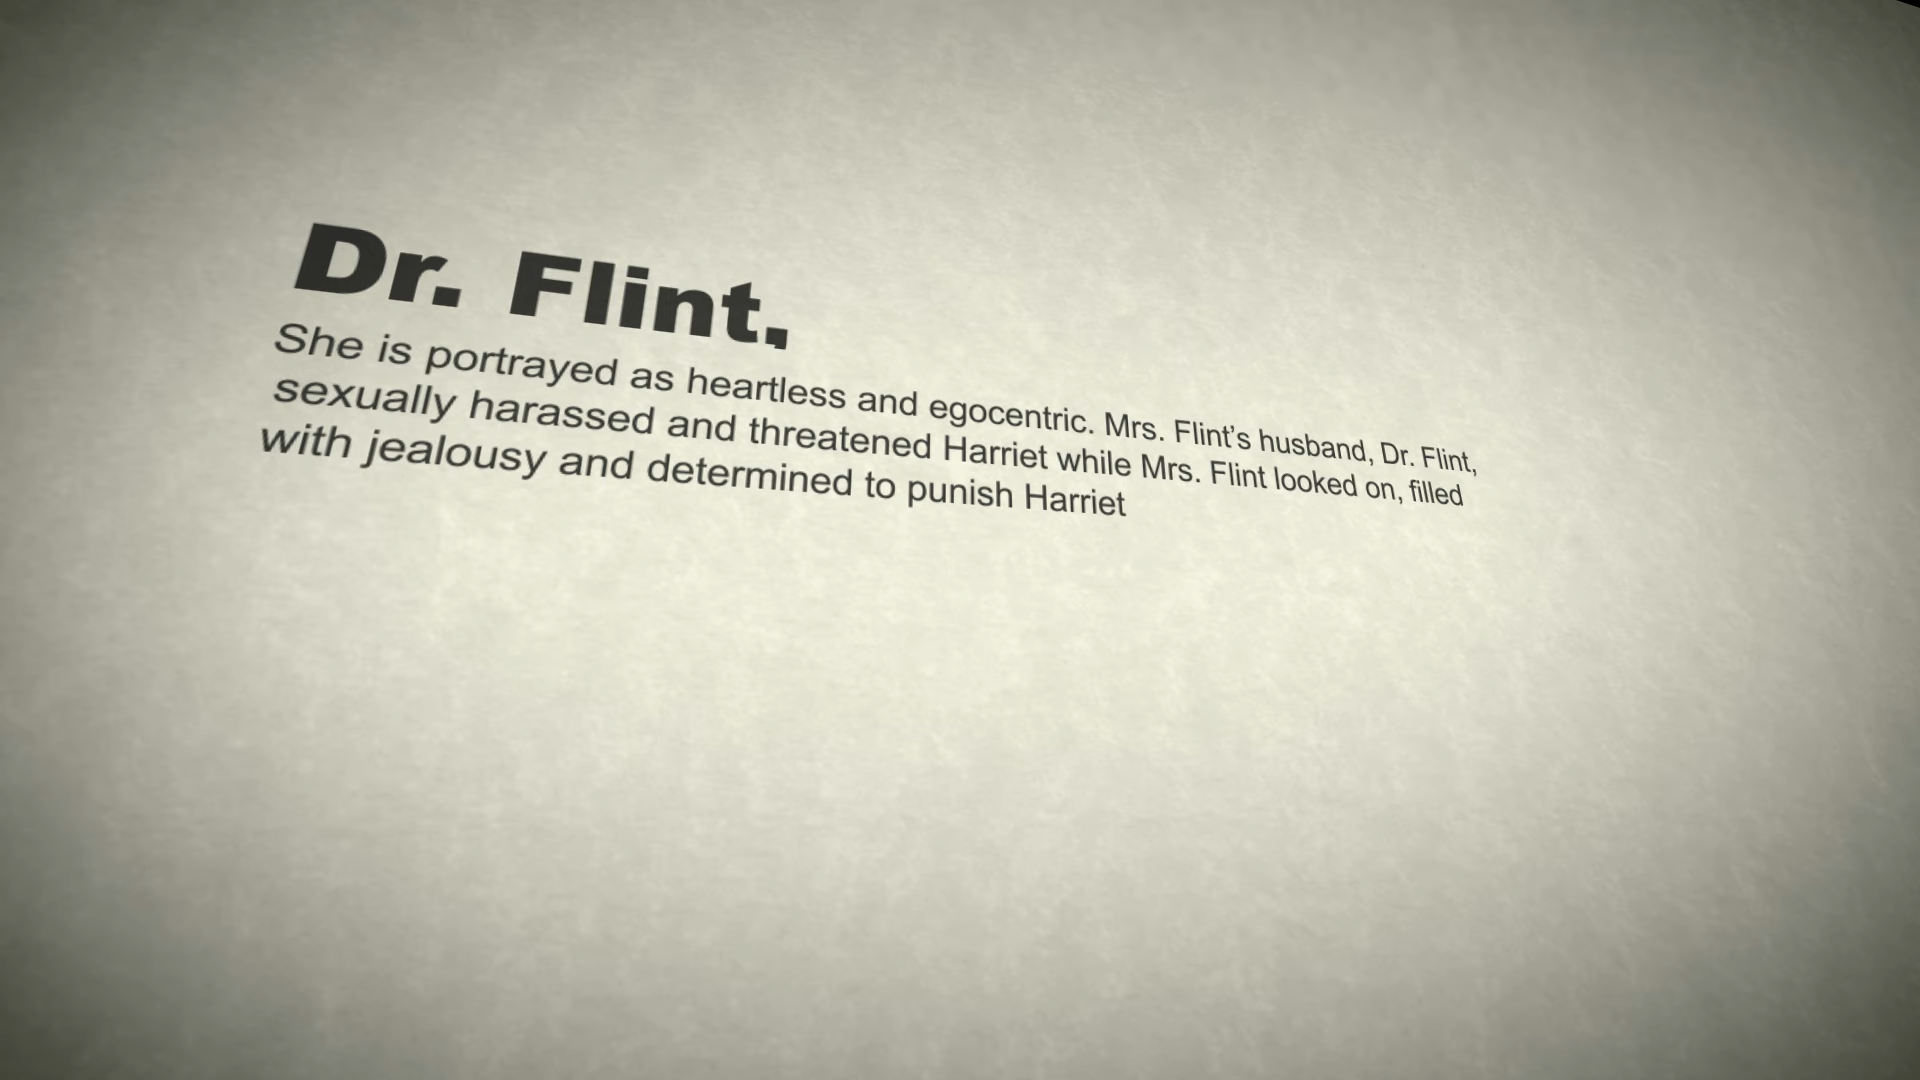 Dr. Flint,
She is portrayed as heartless and egocentric. Mrs. Flint’s husband, Dr. Flint,
sexually harassed and threatened Harriet while Mrs. Flint looked on, filled
with jealousy and determined to punish Harriet